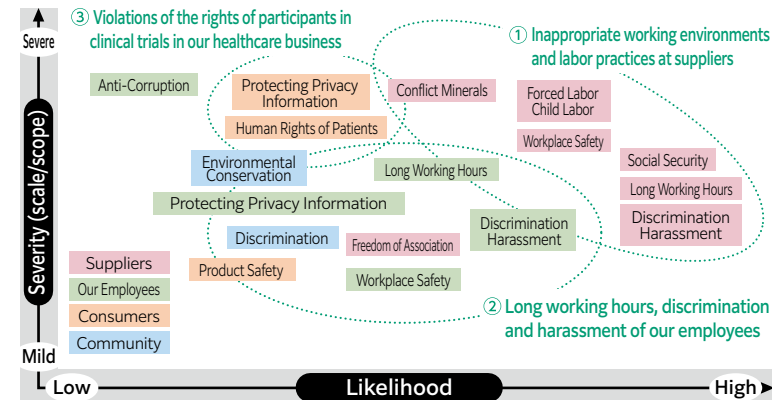 ③ Violations of the rights of participants in
clinical trials in our healthcare business
① Inappropriate working environments
and labor practices at suppliers
Severe
Anti-Corruption
Protecting Privacy
Information
Conflict Minerals
Forced Labor
Child Labor
Human Rights of Patients
Workplace Safety
Environmental
Conservation
Long Working Hours
Social Security
Long Working Hours
Protecting Privacy Information
Discrimination
Harassment
Discrimination
Harassment
Discrimination
Freedom of Association
Product Safety
Workplace Safety
Severity (scale/scope)
Suppliers
Our Employees
Consumers
Community
② Long working hours, discrimination
and harassment of our employees
Mild
Low
Likelihood
High